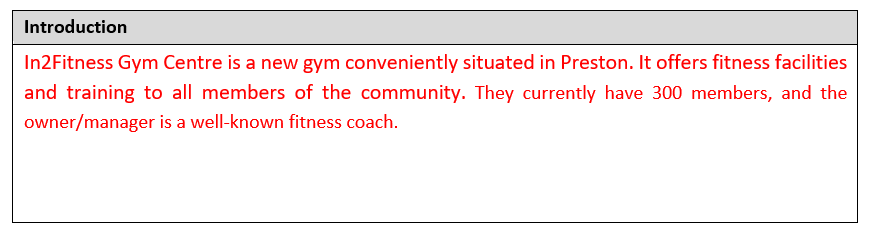 Introduction
In2Fitness Gym Centre is a new gym conveniently situated in Preston. It offers fitness facilities
and training to all members of the community. They currently have 300 members, and the
owner/manager is a well-known fitness coach.